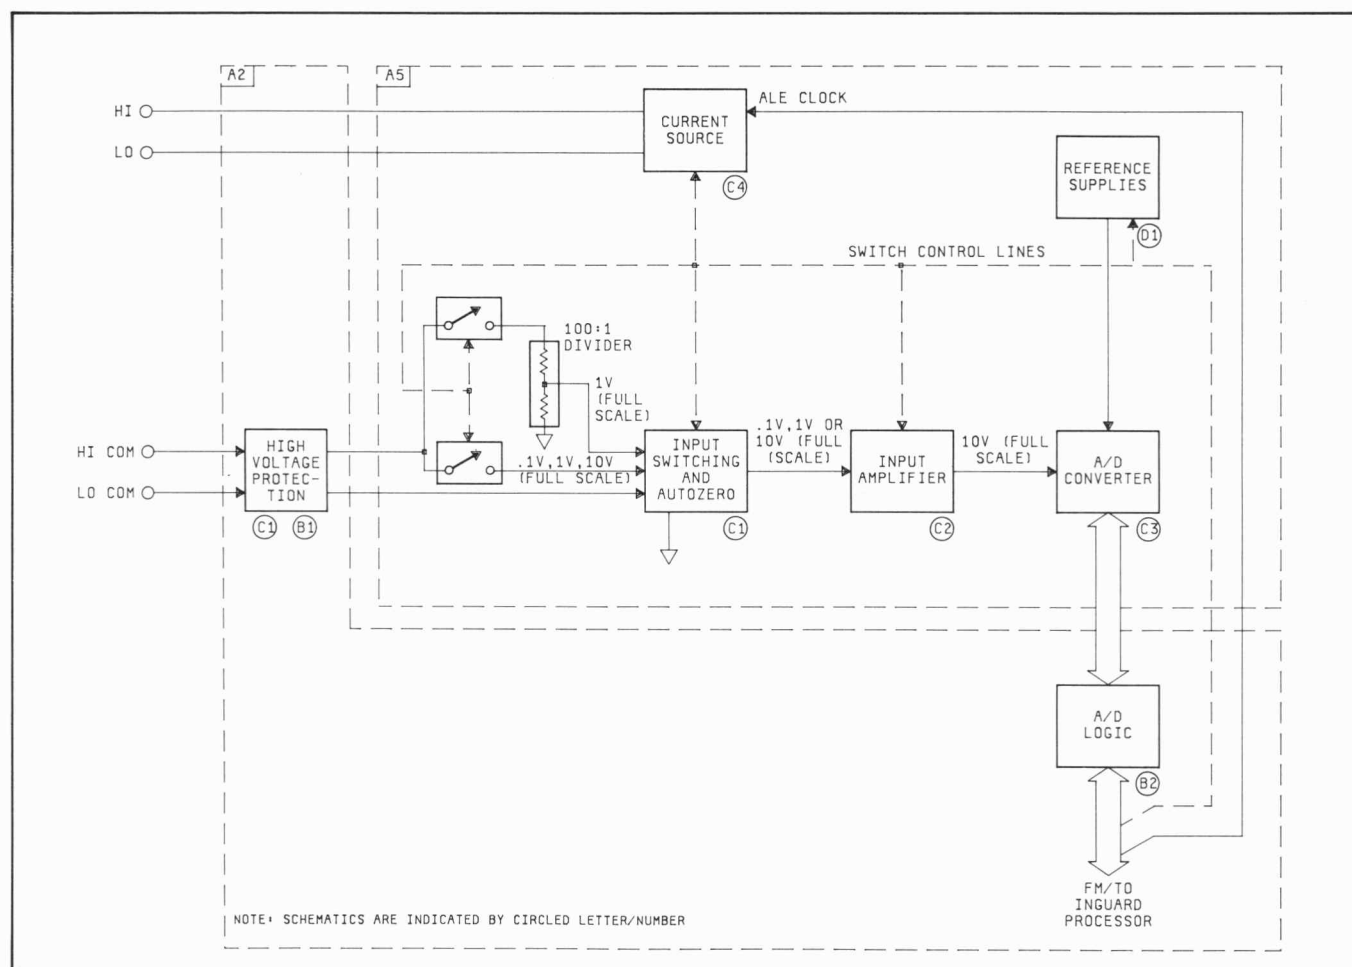 A2
A5
HI
LO
CURRENT
SOURCE
C4
ALE CLOCK
REFERENCE
SUPPLIES
D1
SWITCH CONTROL LINES
100:1
DIVIDER
1V
(FULL
SCALE)
HI COM
LO COM
HIGH
VOLTAGE
PROTEC-
TION
C1
B1
.1V,1V,10V
(FULL SCALE)
INPUT
SWITCHING
AND
AUTOZERO
C1
.1V,1V OR
10V (FULL
(SCALE)
INPUT
AMPLIFIER
C2
10V (FULL
SCALE)
A/D
CONVERTER
C3
A/D
LOGIC
B2
FM/TO
INGUARD
PROCESSOR
NOTE: SCHEMATICS ARE INDICATED BY CIRCLED LETTER/NUMBER